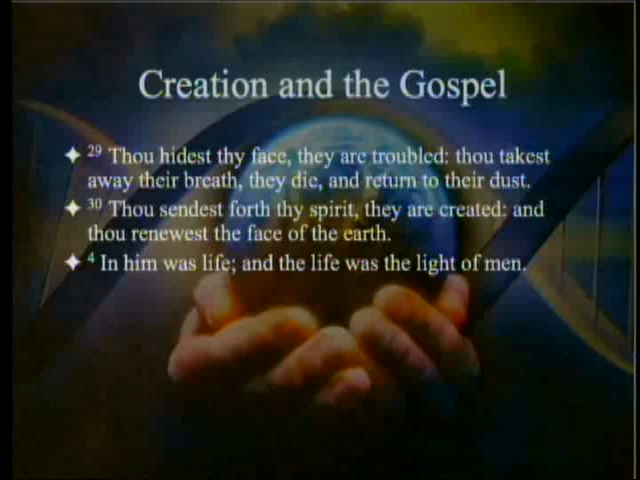 Creation and the Gospel
✦ 29 Thou hidest thy face, they are troubled: thou takest
away their breath, they die, and return to their dust.
✦ 30 Thou sendest forth thy spirit, they are created: and
thou renewest the face of the earth.
✦ 4 In him was life; and the life was the light of men.